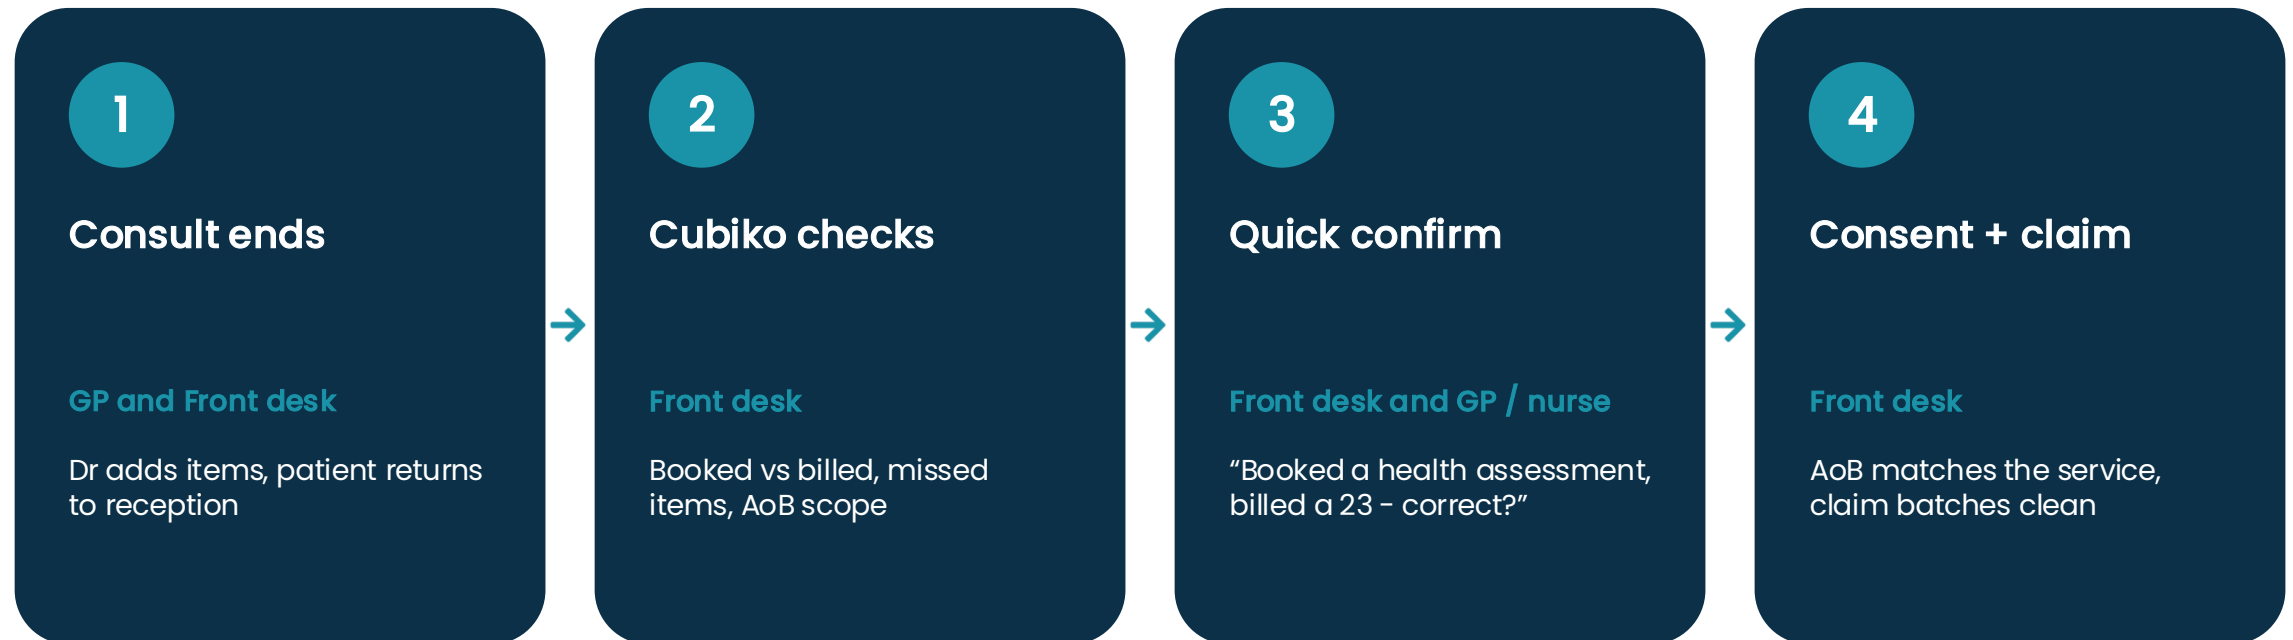 1
Consult ends
GP and Front desk
Dr adds items, patient returns
to reception
2
Cubiko checks
Front desk
Booked vs billed, missed
items, AoB scope
3
Quick confirm
Front desk and GP / nurse
“Booked a health assessment,
billed a 23 - correct?”
4
Consent + claim
Front desk
AoB matches the service,
claim batches clean